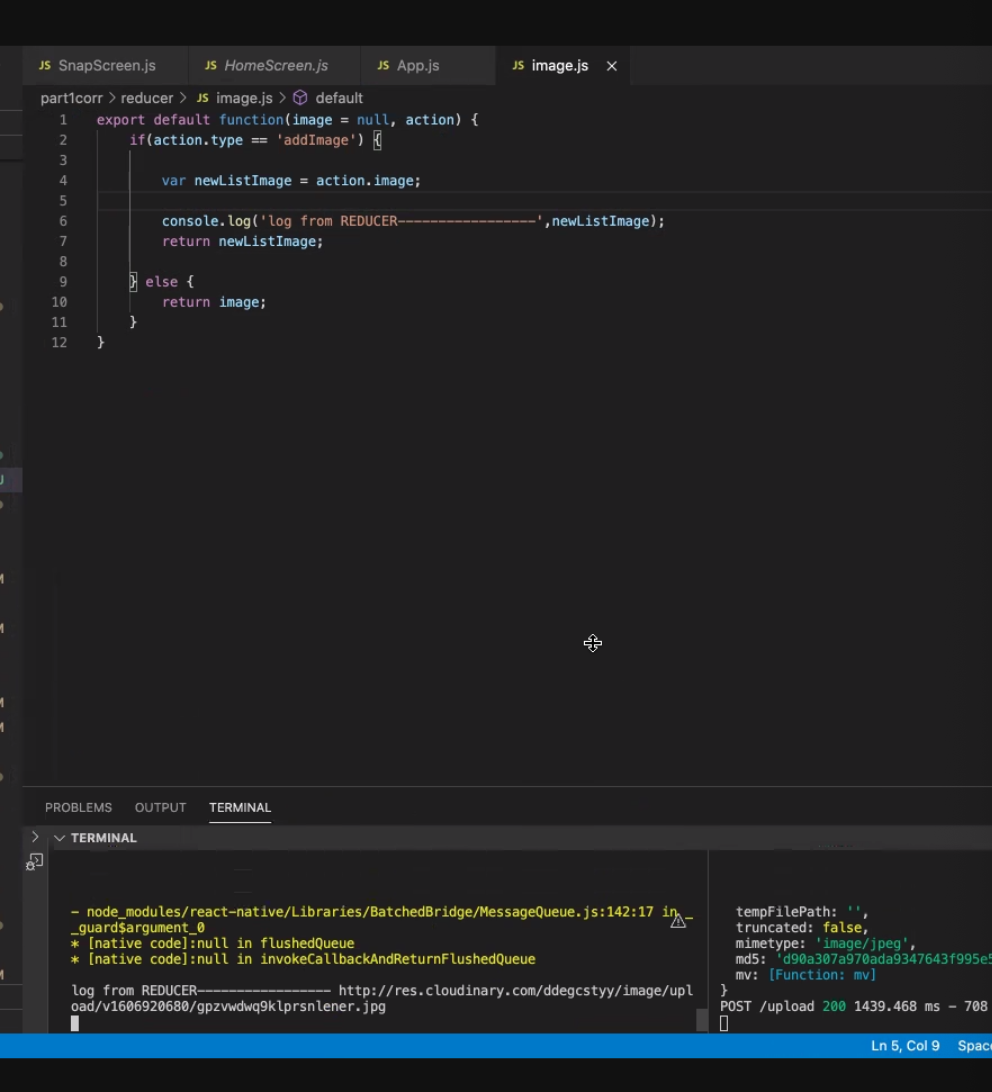 JS SnapScreen.js JS HomeScreen.js JS App.js JS image.js ×
part1corr > reducer > JS image.js > default
1 export default function(image = null, action) {
2 if(action.type == 'addImage') {
3
4 var newListImage = action.image;
5
6 console.log('log from REDUCER-----------------',newListImage);
7 return newListImage;
8
9 } else {
10 return image;
11 }
12 }
U
M
M
M
M
M
PROBLEMS OUTPUT TERMINAL
TERMINAL
- node_modules/react-native/Libraries/BatchedBridge/MessageQueue.js:142:17 in _
_guard$argument_0
* [native code]:null in flushedQueue
* [native code]:null in invokeCallbackAndReturnFlushedQueue
log from REDUCER----------------- http://res.cloudinary.com/ddegcstyy/image/upl
oad/v1606920680/gpzvwdwq9klprsnlener.jpg
tempFilePath: '',
truncated: false,
mimetype: 'image/jpeg',
md5: 'd90a307a970ada9347643f995e5
mv: [Function: mv]
}
POST /upload 200 1439.468 ms - 708
Ln 5, Col 9 Spac